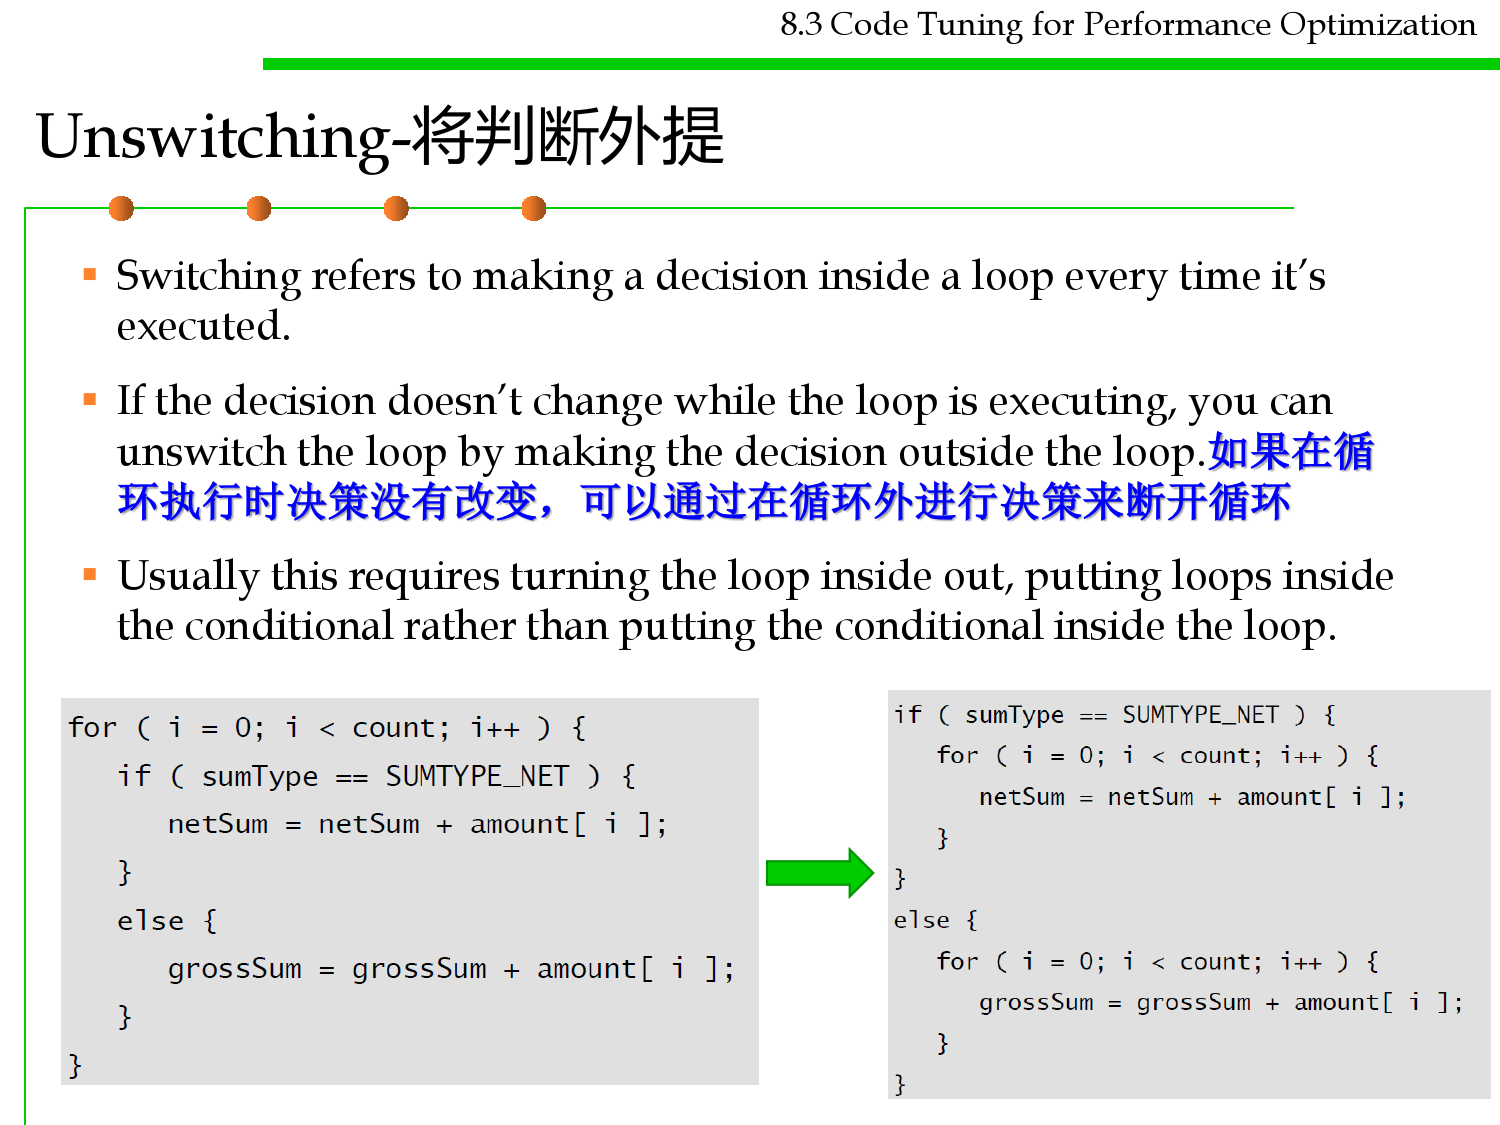 8.3 Code Tuning for Performance Optimization
Unswitching-将判断外提
Switching refers to making a decision inside a loop every time it’s
executed.
If the decision doesn’t change while the loop is executing, you can
unswitch the loop by making the decision outside the loop.如果在循
环执行时决策没有改变，可以通过在循环外进行决策来断开循环
Usually this requires turning the loop inside out, putting loops inside
the conditional rather than putting the conditional inside the loop.
for ( i = 0; i < count; i++ ) {
if ( sumType == SUMTYPE_NET ) {
netSum = netSum + amount[ i ];
}
else {
grossSum = grossSum + amount[ i ];
}
}
if ( sumType == SUMTYPE_NET ) {
for ( i = 0; i < count; i++ ) {
netSum = netSum + amount[ i ];
}
}
else {
for ( i = 0; i < count; i++ ) {
grossSum = grossSum + amount[ i ];
}
}